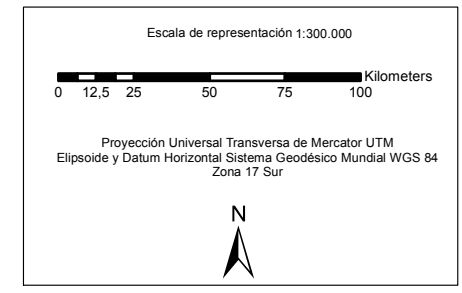 Escala de representación 1:300.000
Kilometers
0 12,5 25 50 75 100
Proyección Universal Transversa de Mercator UTM
Elipsoide y Datum Horizontal Sistema Geodésico Mundial WGS 84
Zona 17 Sur
N